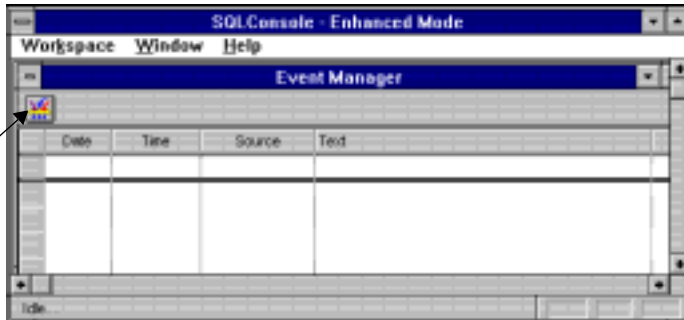 SQLConsole - Enhanced Mode
Workspace Window Help
Event Manager
Date Time Source Text
Idle...